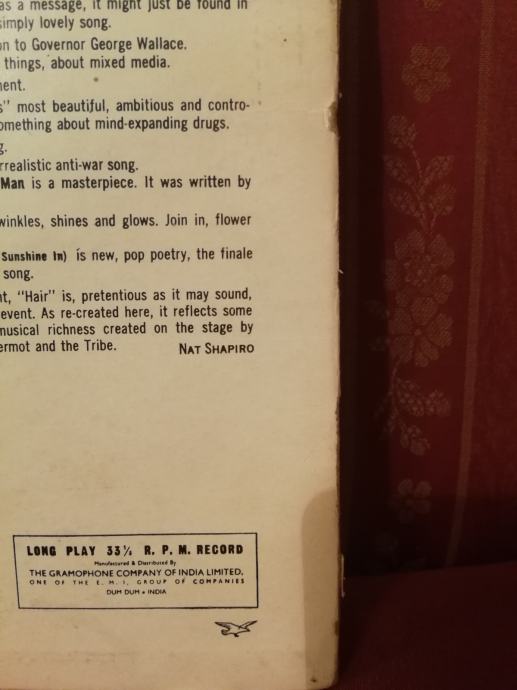 as a message, it might just be found in
simply lovely song.
on to Governor George Wallace.
things, about mixed media.
ment.
s" most beautiful, ambitious and contro-
omething about mind-expanding drugs.
g.
rrealistic anti-war song.
Man is a masterpiece. It was written by
winkles, shines and glows. Join in, flower
Sunshine In) is new, pop poetry, the finale
song.
nt, "Hair" is, pretentious as it may sound,
event. As re-created here, it reflects some
musical richness created on the stage by
ermot and the Tribe.
NAT SHAPIRO
LONG PLAY 33⅓ R. P. M. RECORD
Manufactured & Distributed By
THE GRAMOPHONE COMPANY OF INDIA LIMITED.
ONE OF THE E. M. I. GROUP OF COMPANIES
DUM DUM • INDIA